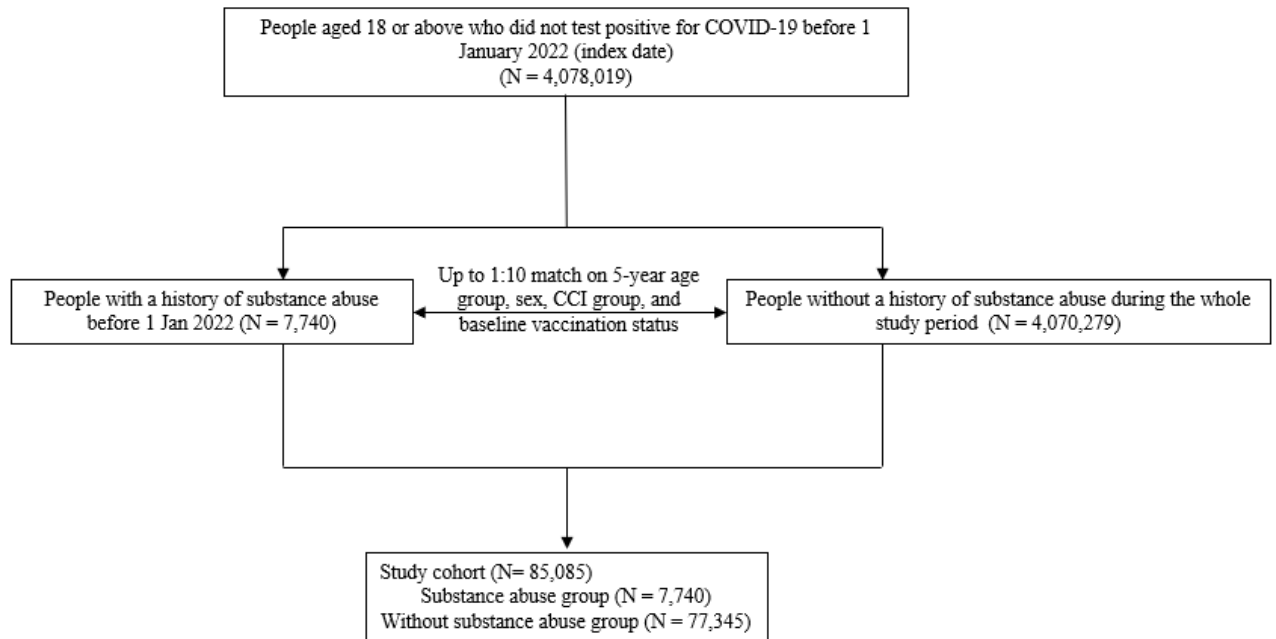 People aged 18 or above who did not test positive for COVID-19 before 1
January 2022 (index date)
(N = 4,078,019)
People with a history of substance abuse
before 1 Jan 2022 (N = 7,740)
Up to 1:10 match on 5-year age
group, sex, CCI group, and
baseline vaccination status
People without a history of substance abuse during the whole
study period (N = 4,070,279)
Study cohort (N= 85,085)
Substance abuse group (N = 7,740)
Without substance abuse group (N = 77,345)